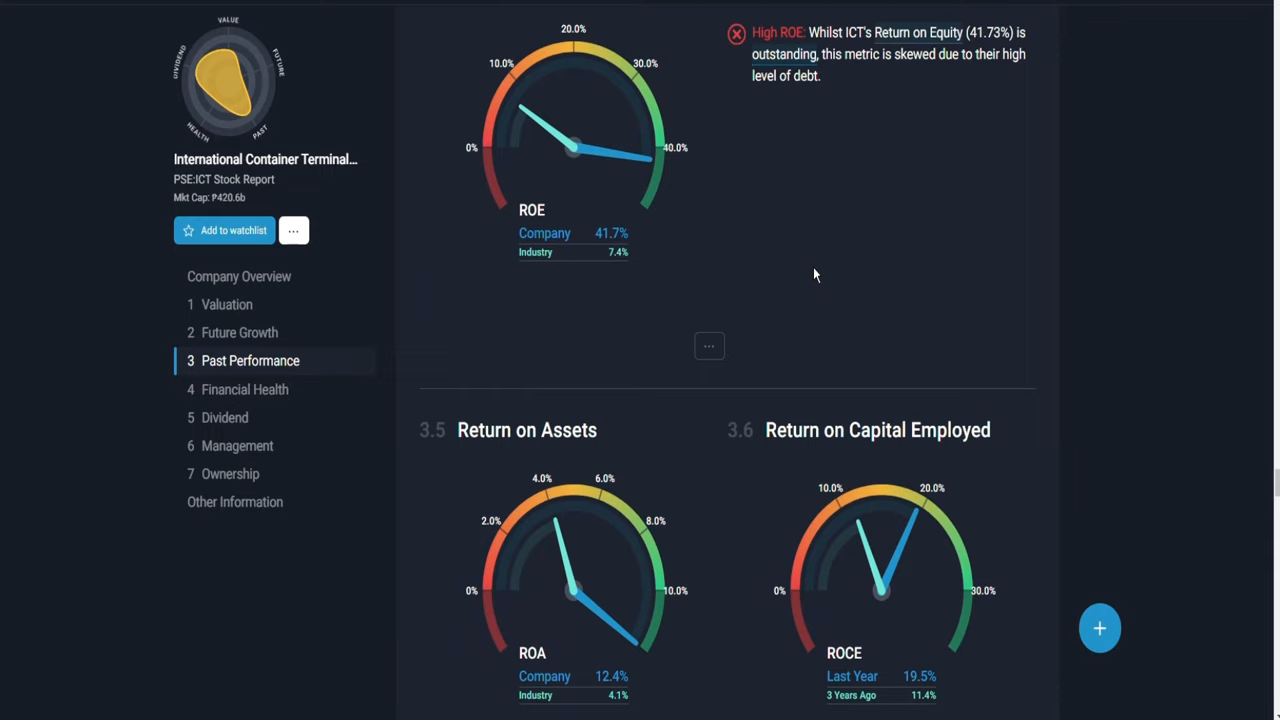 VALUE
FUTURE
PAST
HEALTH
DIVIDEND
International Container Terminal...
PSE:ICT Stock Report
Mkt Cap: ₱420.6b
Add to watchlist
...
Company Overview
1 Valuation
2 Future Growth
3 Past Performance
4 Financial Health
5 Dividend
6 Management
7 Ownership
Other Information
0%
10.0%
20.0%
30.0%
40.0%
ROE
Company 41.7%
Industry 7.4%
High ROE: Whilst ICT's Return on Equity (41.73%) is
outstanding, this metric is skewed due to their high
level of debt.
...
3.5 Return on Assets
0%
2.0%
4.0%
6.0%
8.0%
10.0%
ROA
Company 12.4%
Industry 4.1%
3.6 Return on Capital Employed
0%
10.0%
20.0%
30.0%
ROCE
Last Year 19.5%
3 Years Ago 11.4%
+